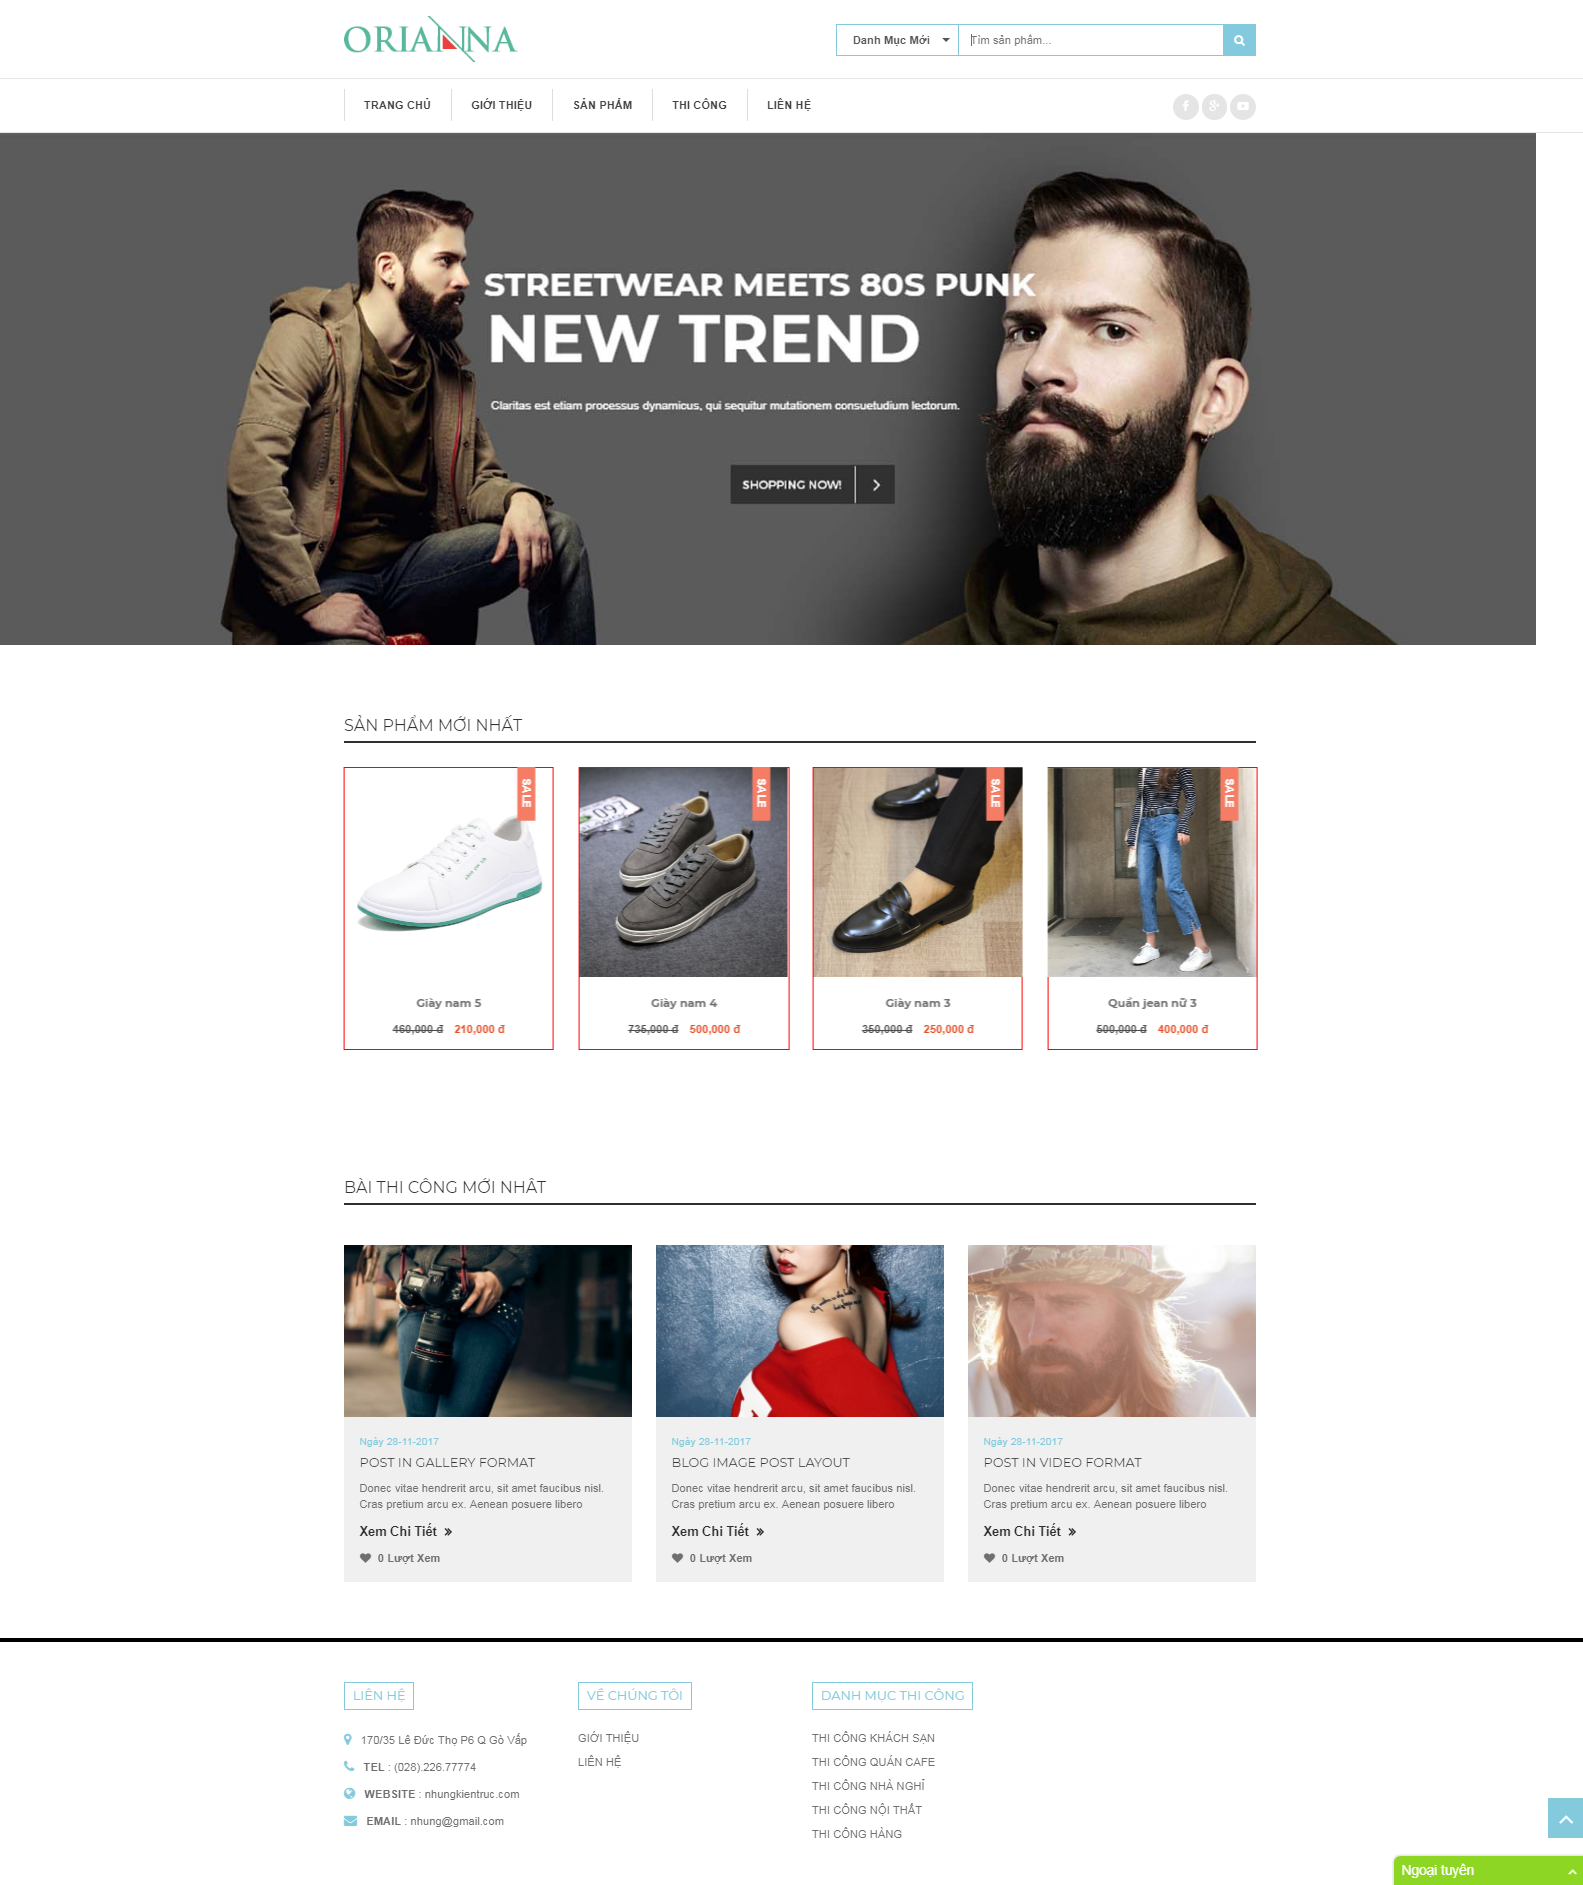 ORIANNA
Danh Mục Mới
Tìm sản phẩm...
TRANG CHỦ
GIỚI THIỆU
SẢN PHẨM
THI CÔNG
LIÊN HỆ
STREETWEAR MEETS 80S PUNK
NEW TREND
Claritas est etiam processus dynamicus, qui sequitur mutationem consuetudium lectorum.
SHOPPING NOW!
SẢN PHẨM MỚI NHẤT
SALE
SALE
SALE
SALE
097
Giày nam 5
460,000 đ 210,000 đ
Giày nam 4
735,000 đ 500,000 đ
Giày nam 3
350,000 đ 250,000 đ
Quần jean nữ 3
500,000 đ 400,000 đ
BÀI THI CÔNG MỚI NHÂT
Ngày 28-11-2017
POST IN GALLERY FORMAT
Donec vitae hendrerit arcu, sit amet faucibus nisl.
Cras pretium arcu ex. Aenean posuere libero
Xem Chi Tiết »
0 Lượt Xem
Ngày 28-11-2017
BLOG IMAGE POST LAYOUT
Donec vitae hendrerit arcu, sit amet faucibus nisl.
Cras pretium arcu ex. Aenean posuere libero
Xem Chi Tiết »
0 Lượt Xem
Ngày 28-11-2017
POST IN VIDEO FORMAT
Donec vitae hendrerit arcu, sit amet faucibus nisl.
Cras pretium arcu ex. Aenean posuere libero
Xem Chi Tiết »
0 Lượt Xem
LIÊN HỆ
170/35 Lê Đức Thọ P6 Q Gò Vấp
TEL : (028).226.77774
WEBSITE : nhungkientruc.com
EMAIL : nhung@gmail.com
VỀ CHÚNG TÔI
GIỚI THIỆU
LIÊN HỆ
DANH MỤC THI CÔNG
THI CÔNG KHÁCH SẠN
THI CÔNG QUÁN CAFE
THI CÔNG NHÀ NGHỈ
THI CÔNG NỘI THẤT
THI CÔNG HÀNG
Ngoại tuyến